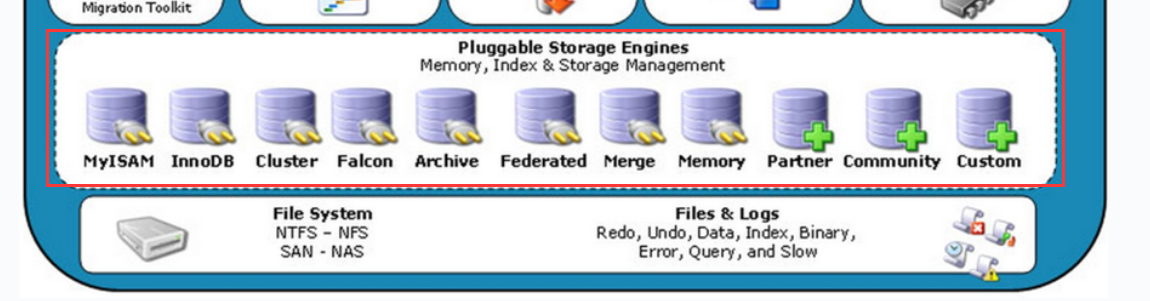 Migration Toolkit
Pluggable Storage Engines
Memory, Index & Storage Management
MyISAM InnoDB Cluster Falcon Archive Federated Merge Memory Partner Community Custom
File System
NTFS – NFS
SAN - NAS
Files & Logs
Redo, Undo, Data, Index, Binary,
Error, Query, and Slow